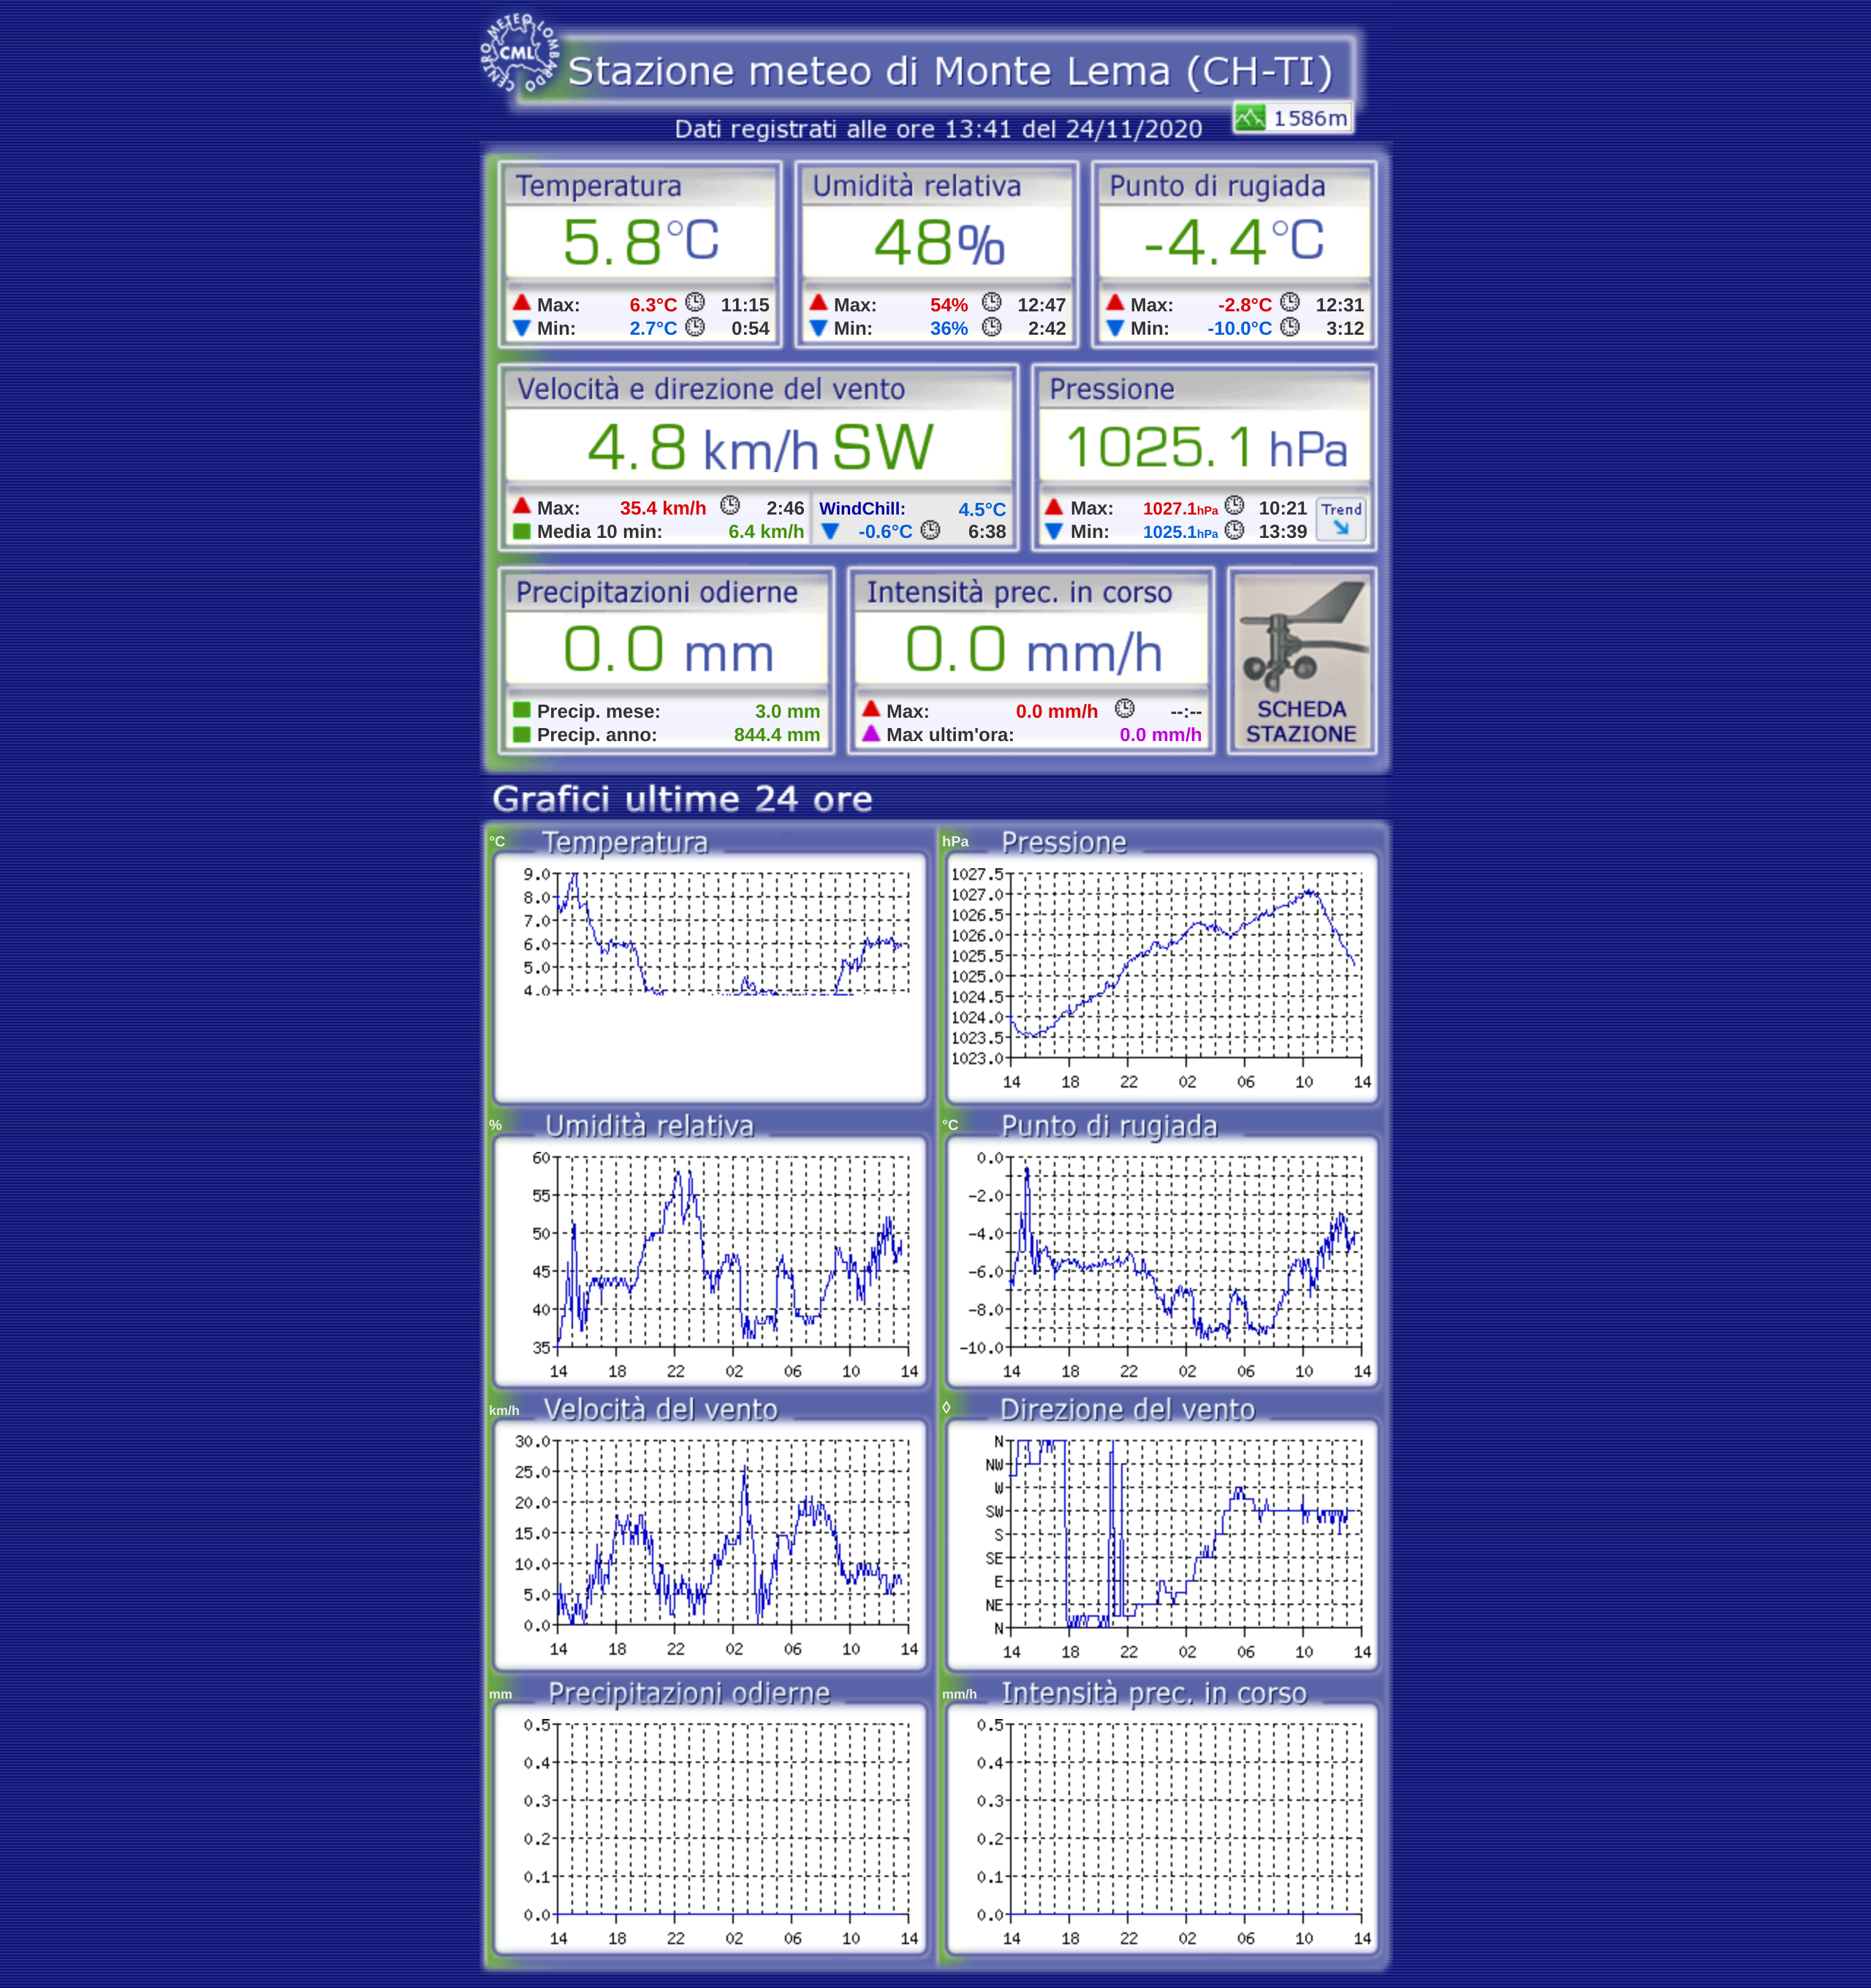 CENTRO METEO LOMBARDO
CML
Stazione meteo di Monte Lema (CH-TI)
1586m
Dati registrati alle ore 13:41 del 24/11/2020
Temperatura
5.8°C
Max: 6.3°C 11:15
Min: 2.7°C 0:54
Umidità relativa
48%
Max: 54% 12:47
Min: 36% 2:42
Punto di rugiada
-4.4°C
Max: -2.8°C 12:31
Min: -10.0°C 3:12
Velocità e direzione del vento
4.8 km/h SW
Max: 35.4 km/h 2:46
Media 10 min: 6.4 km/h
WindChill: 4.5°C
-0.6°C 6:38
Pressione
1025.1 hPa
Max: 1027.1hPa 10:21
Min: 1025.1hPa 13:39
Trend
Precipitazioni odierne
0.0 mm
Precip. mese: 3.0 mm
Precip. anno: 844.4 mm
Intensità prec. in corso
0.0 mm/h
Max: 0.0 mm/h --:--
Max ultim'ora: 0.0 mm/h
SCHEDA
STAZIONE
Grafici ultime 24 ore
°C Temperatura
9.0
8.0
7.0
6.0
5.0
4.0
hPa Pressione
1027.5
1027.0
1026.5
1026.0
1025.5
1025.0
1024.5
1024.0
1023.5
1023.0
14 18 22 02 06 10 14
% Umidità relativa
60
55
50
45
40
35
14 18 22 02 06 10 14
°C Punto di rugiada
0.0
-2.0
-4.0
-6.0
-8.0
-10.0
14 18 22 02 06 10 14
km/h Velocità del vento
30.0
25.0
20.0
15.0
10.0
5.0
0.0
14 18 22 02 06 10 14
◊ Direzione del vento
N
NW
W
SW
S
SE
E
NE
N
14 18 22 02 06 10 14
mm Precipitazioni odierne
0.5
0.4
0.3
0.2
0.1
0.0
14 18 22 02 06 10 14
mm/h Intensità prec. in corso
0.5
0.4
0.3
0.2
0.1
0.0
14 18 22 02 06 10 14